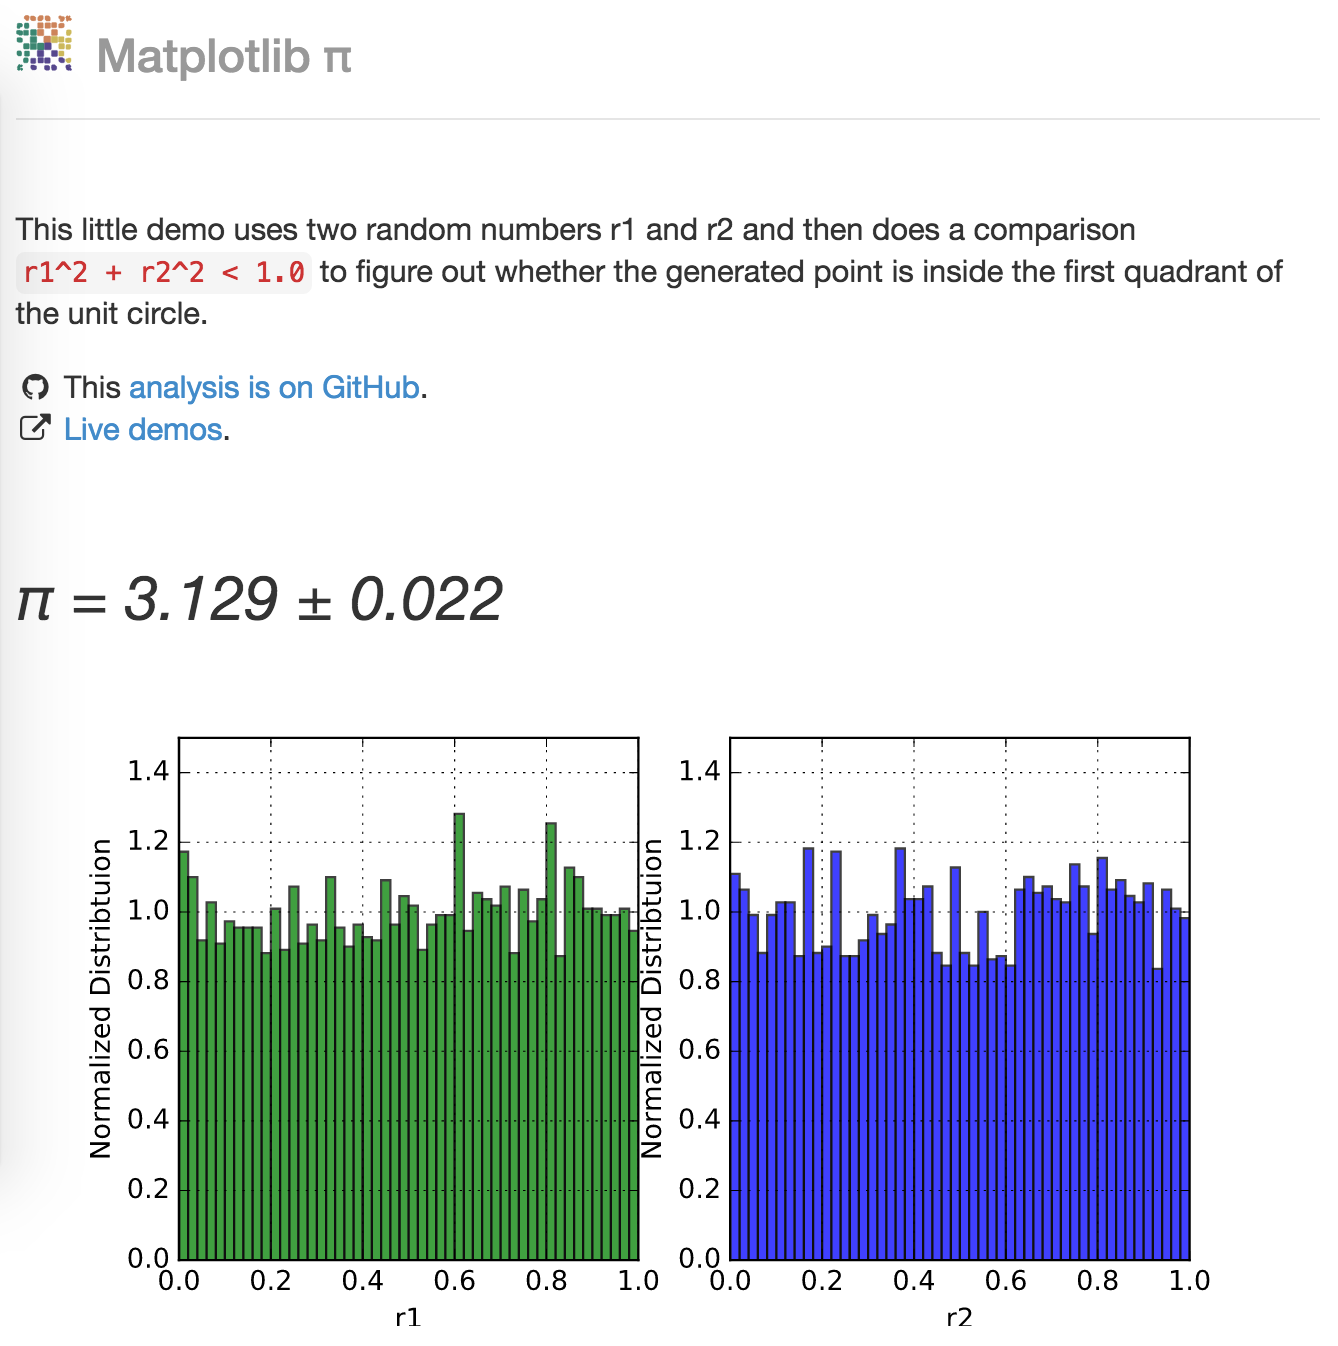 Matplotlib π
This little demo uses two random numbers r1 and r2 and then does a comparison
r1^2 + r2^2 < 1.0 to figure out whether the generated point is inside the first quadrant of
the unit circle.
This analysis is on GitHub.
Live demos.
π = 3.129 ± 0.022
Normalized Distribtuion
1.4
1.2
1.0
0.8
0.6
0.4
0.2
0.0
0.0 0.2 0.4 0.6 0.8 1.0
r1
Normalized Distribtuion
1.4
1.2
1.0
0.8
0.6
0.4
0.2
0.0
0.0 0.2 0.4 0.6 0.8 1.0
r2